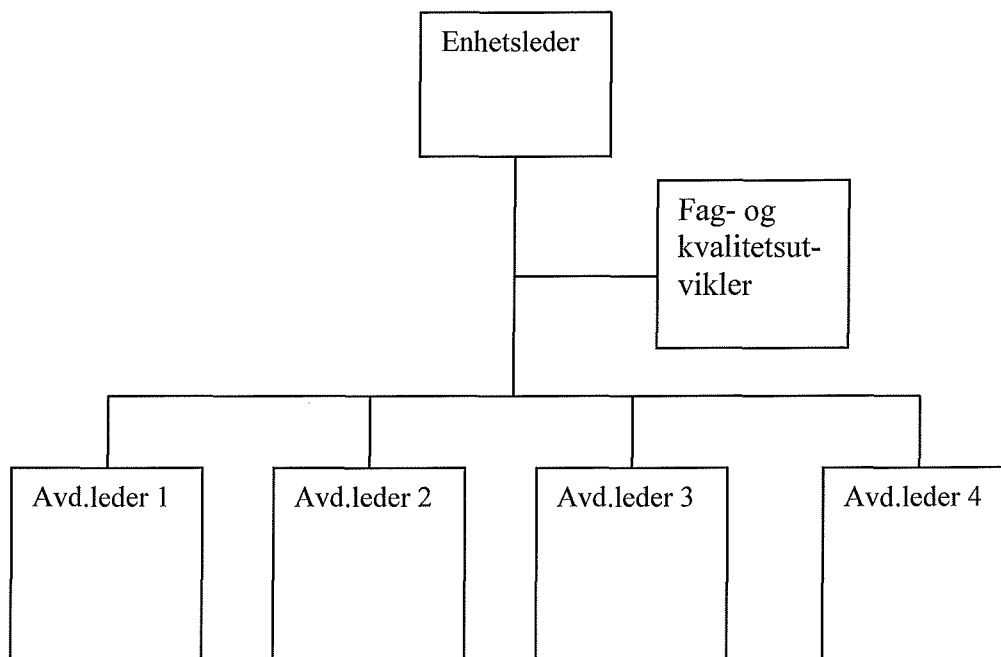 Enhetsleder
Fag- og
kvalitetsut-
vikler
Avd.leder 1
Avd.leder 2
Avd.leder 3
Avd.leder 4